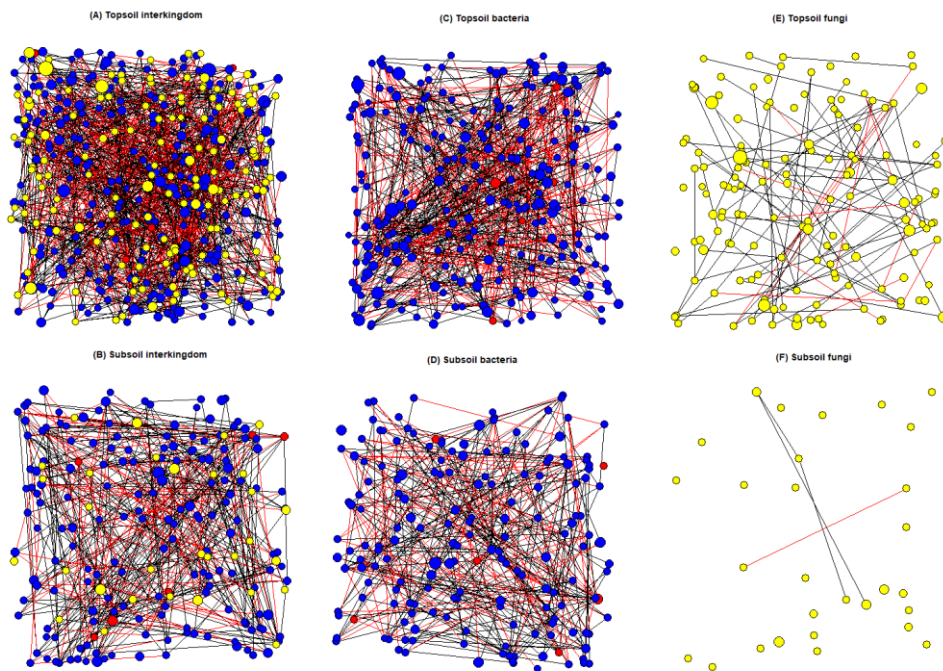 (A) Topsoil interkingdom
(C) Topsoil bacteria
(E) Topsoil fungi
(B) Subsoil interkingdom
(D) Subsoil bacteria
(F) Subsoil fungi